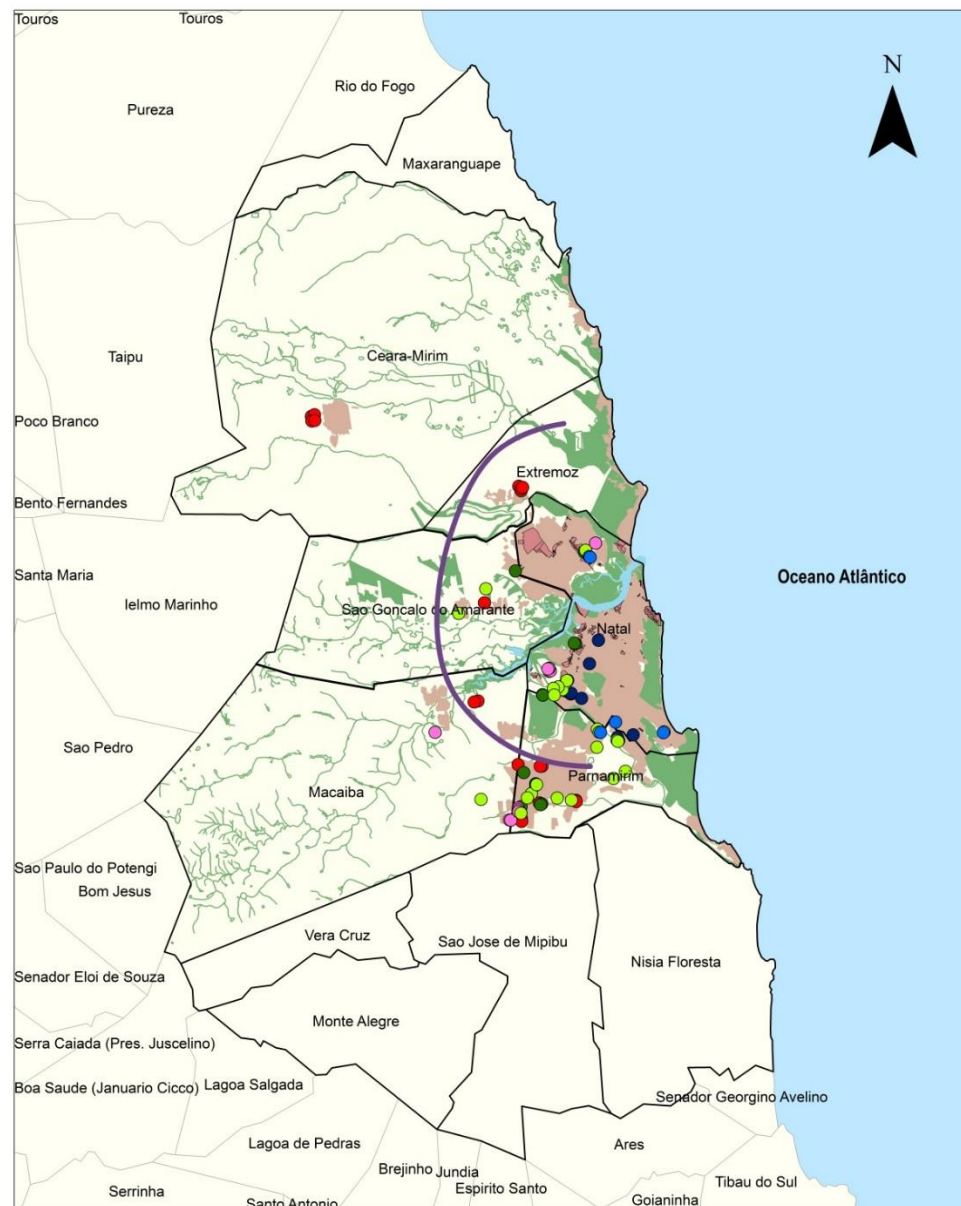 Touros
Touros
Rio do Fogo
Pureza
N
Maxaranguape
Taipu
Ceara-Mirim
Poco Branco
Extremoz
Bento Fernandes
Santa Maria
Oceano Atlântico
Ielmo Marinho
Sao Goncalo do Amarante
Natal
Sao Pedro
Parnamirim
Macaiba
Sao Paulo do Potengi
Bom Jesus
Vera Cruz
Sao Jose de Mipibu
Nisia Floresta
Senador Eloi de Souza
Monte Alegre
Serra Caiada (Pres. Juscelino)
Boa Saude (Januario Cicco)
Lagoa Salgada
Senador Georgino Avelino
Lagoa de Pedras
Ares
Brejinho
Jundia
Tibau do Sul
Serrinha
Espirito Santo
Santo Antonio
Goianinha